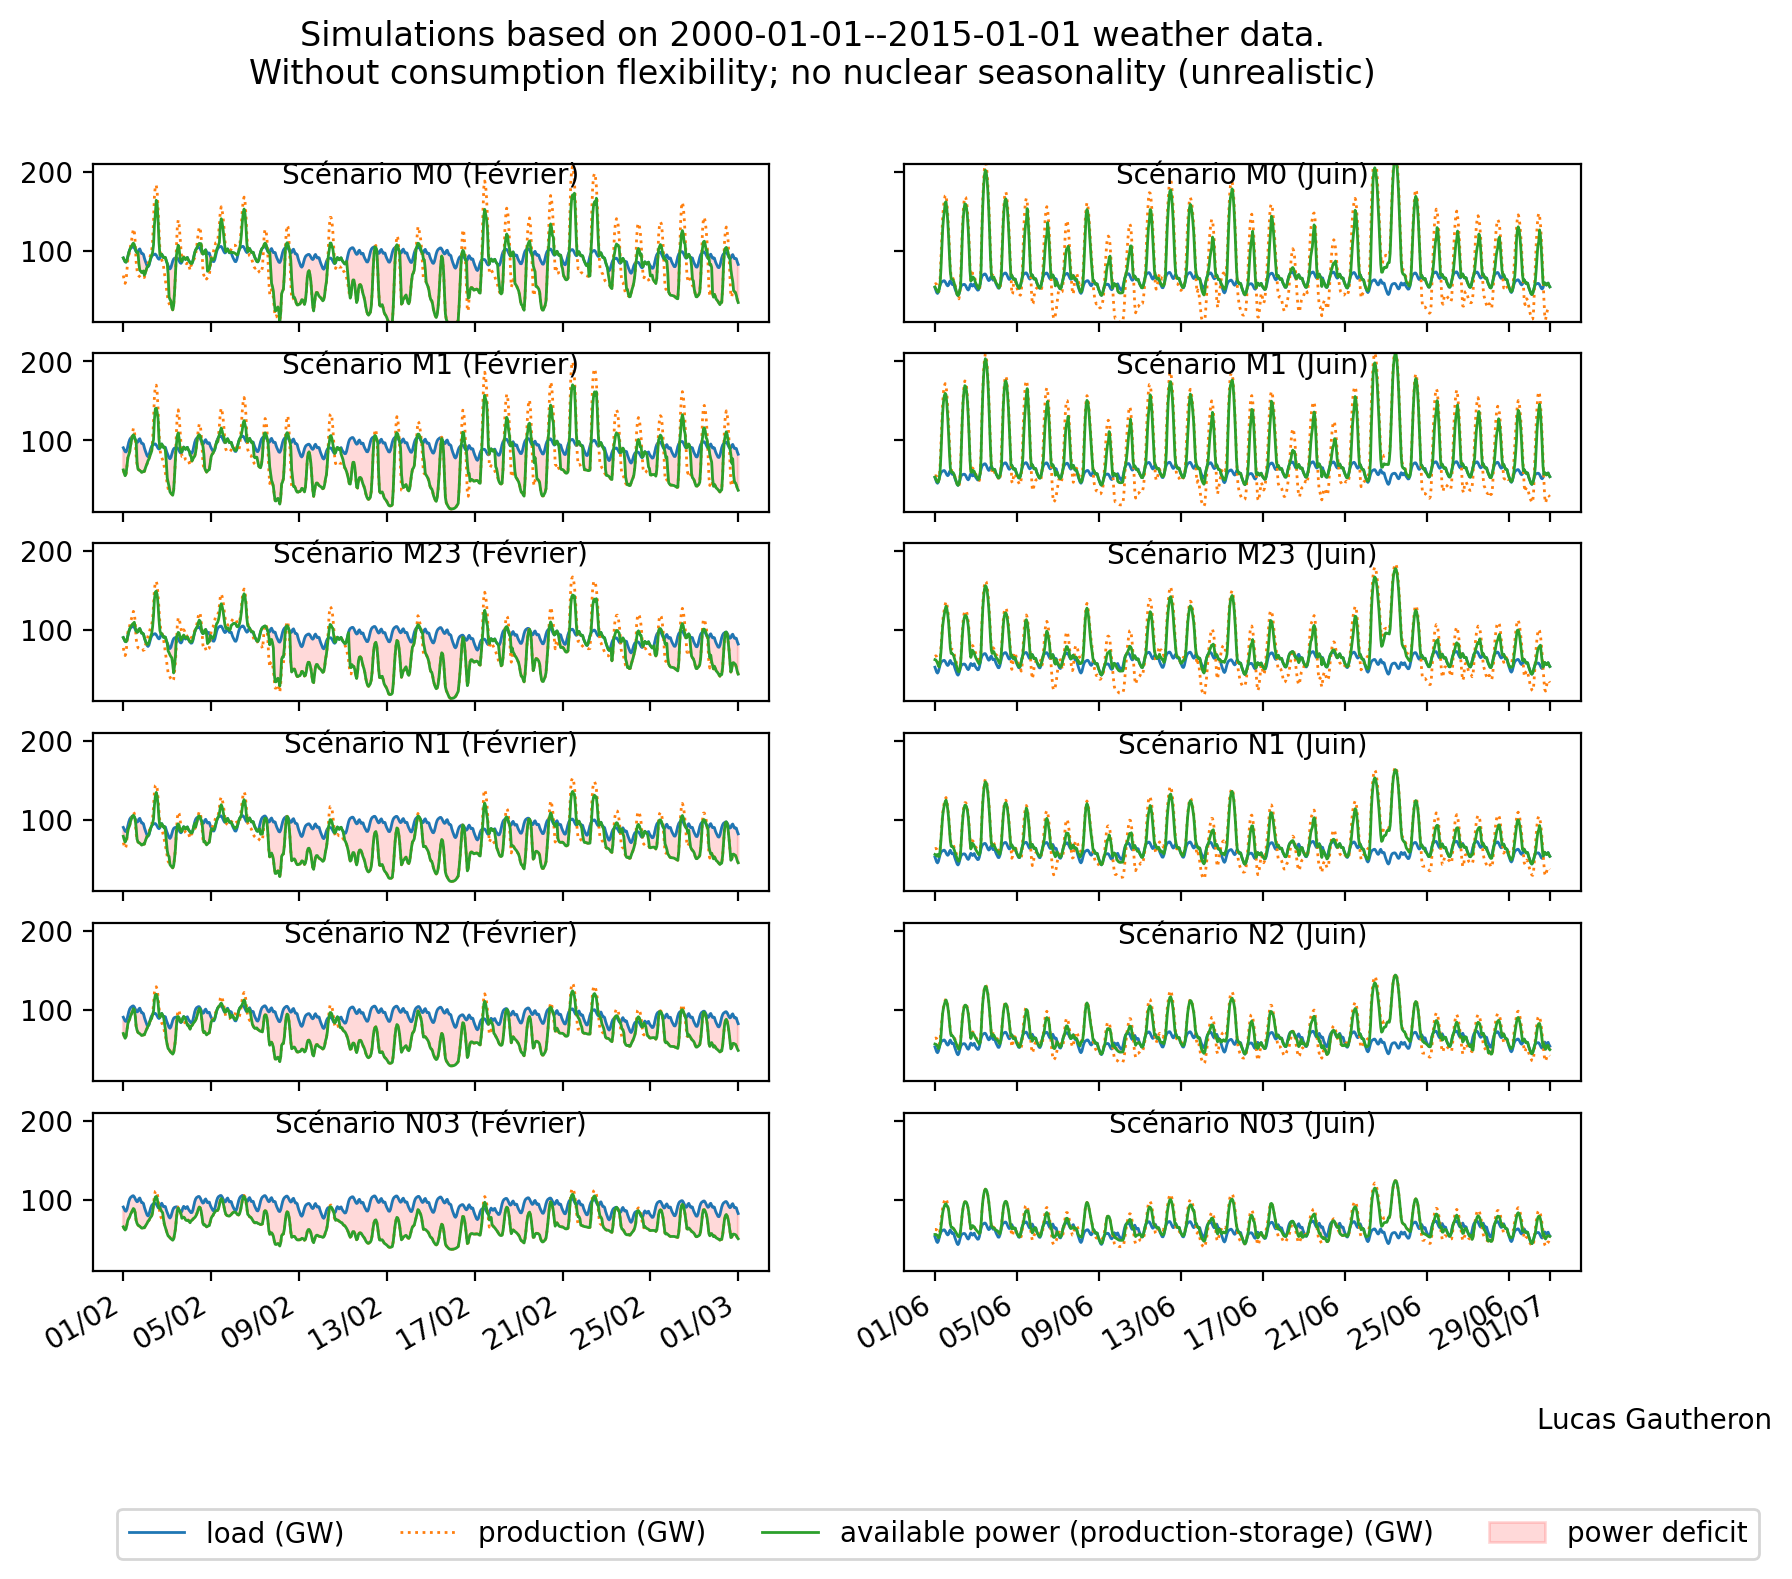 Simulations based on 2000-01-01--2015-01-01 weather data.
Without consumption flexibility; no nuclear seasonality (unrealistic)
Scénario M0 (Février)
200
100
Scénario M0 (Juin)
Scénario M1 (Février)
200
100
Scénario M1 (Juin)
Scénario M23 (Février)
200
100
Scénario M23 (Juin)
Scénario N1 (Février)
200
100
Scénario N1 (Juin)
Scénario N2 (Février)
200
100
Scénario N2 (Juin)
Scénario N03 (Février)
200
100
Scénario N03 (Juin)
01/02 05/02 09/02 13/02 17/02 21/02 25/02 01/03
01/06 05/06 09/06 13/06 17/06 21/06 25/06 29/06 01/07
Lucas Gautheron
load (GW) production (GW) available power (production-storage) (GW) power deficit